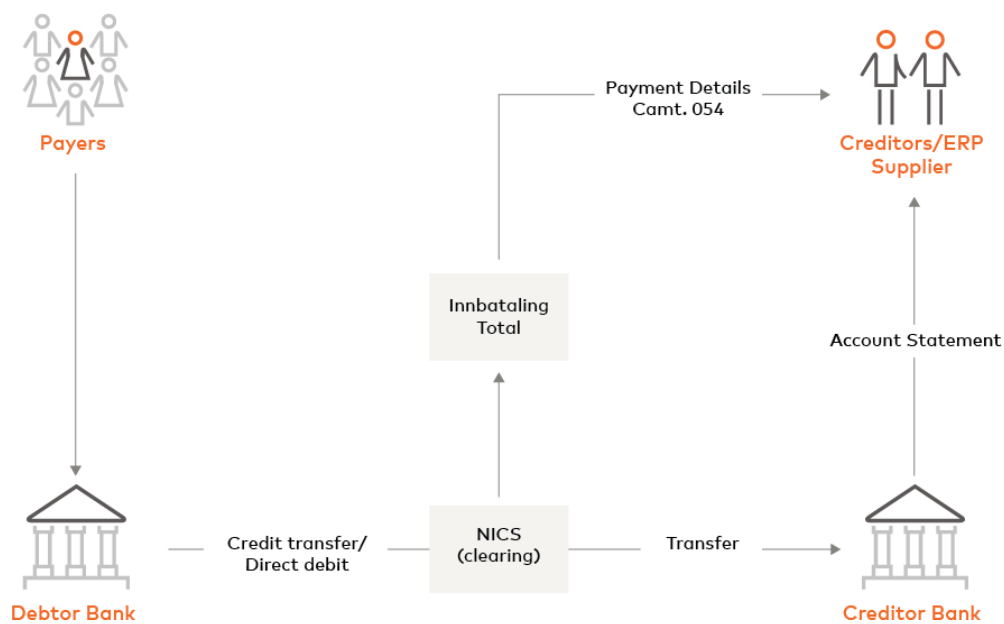 Payment Details
Camt. 054
Payers
Creditors/ERP
Supplier
Innbataling
Total
Account Statement
Credit transfer/
Direct debit
NICS
(clearing)
Transfer
Debtor Bank
Creditor Bank